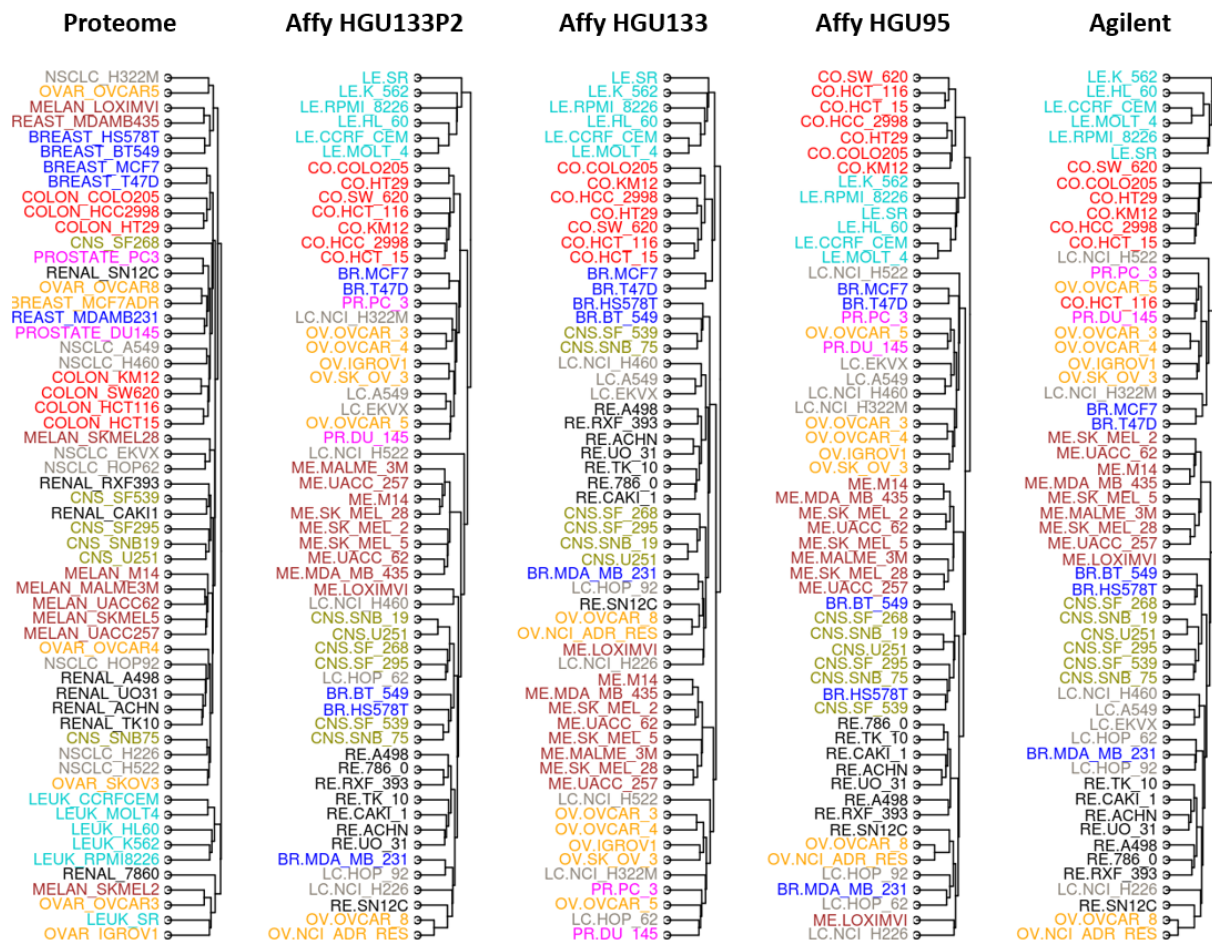 Proteome
NSCLC_H322M
OVAR_OVCAR5
MELAN_LOXIMVI
REAST_MDAMB435
BREAST_HS578T
BREAST_BT549
BREAST_MCF7
BREAST_T47D
COLON_COLO205
COLON_HCC2998
COLON_HT29
CNS_SF268
PROSTATE_PC3
RENAL_SN12C
OVAR_OVCAR8
BREAST_MCF7ADR
REAST_MDAMB231
PROSTATE_DU145
NSCLC_A549
NSCLC_H460
COLON_KM12
COLON_SW620
COLON_HCT116
COLON_HCT15
MELAN_SKMEL28
NSCLC_EKVX
NSCLC_HOP62
RENAL_RXF393
CNS_SF539
RENAL_CAKI1
CNS_SF295
CNS_SNB19
CNS_U251
MELAN_M14
MELAN_MALME3M
MELAN_UACC62
MELAN_SKMEL5
MELAN_UACC257
OVAR_OVCAR4
NSCLC_HOP92
RENAL_A498
RENAL_UO31
RENAL_ACHN
RENAL_TK10
CNS_SNB75
NSCLC_H226
NSCLC_H522
OVAR_SKOV3
LEUK_CCRFCEM
LEUK_MOLT4
LEUK_HL60
LEUK_K562
LEUK_RPMI8226
RENAL_7860
MELAN_SKMEL2
OVAR_OVCAR3
LEUK_SR
OVAR_IGROV1
Affy HGU133P2
LE.SR
LE.K_562
LE.RPMI_8226
LE.HL_60
LE.CCRF_CEM
LE.MOLT_4
CO.COLO205
CO.HT29
CO.SW_620
CO.HCT_116
CO.KM12
CO.HCC_2998
CO.HCT_15
BR.MCF7
BR.T47D
PR.PC_3
LC.NCI_H322M
OV.OVCAR_3
OV.OVCAR_4
OV.IGROV1
OV.SK_OV_3
LC.A549
LC.EKVX
OV.OVCAR_5
PR.DU_145
LC.NCI_H522
ME.MALME_3M
ME.UACC_257
ME.M14
ME.SK_MEL_28
ME.SK_MEL_2
ME.SK_MEL_5
ME.UACC_62
ME.MDA_MB_435
ME.LOXIMVI
LC.NCI_H460
CNS.SNB_19
CNS.U251
CNS.SF_268
CNS.SF_295
LC.HOP_62
BR.BT_549
BR.HS578T
CNS.SF_539
CNS.SNB_75
RE.A498
RE.786_0
RE.RXF_393
RE.TK_10
RE.CAKI_1
RE.ACHN
RE.UO_31
BR.MDA_MB_231
LC.HOP_92
LC.NCI_H226
RE.SN12C
OV.OVCAR_8
OV.NCI_ADR_RES
Affy HGU133
LE.SR
LE.K_562
LE.RPMI_8226
LE.HL_60
LE.CCRF_CEM
LE.MOLT_4
CO.COLO205
CO.KM12
CO.HCC_2998
CO.HT29
CO.SW_620
CO.HCT_116
CO.HCT_15
BR.MCF7
BR.T47D
BR.HS578T
BR.BT_549
CNS.SF_539
CNS.SNB_75
LC.NCI_H460
LC.A549
LC.EKVX
RE.A498
RE.RXF_393
RE.ACHN
RE.UO_31
RE.TK_10
RE.786_0
RE.CAKI_1
CNS.SF_268
CNS.SF_295
CNS.SNB_19
CNS.U251
BR.MDA_MB_231
LC.HOP_92
RE.SN12C
OV.OVCAR_8
OV.NCI_ADR_RES
ME.LOXIMVI
LC.NCI_H226
ME.M14
ME.MDA_MB_435
ME.SK_MEL_2
ME.UACC_62
ME.SK_MEL_5
ME.MALME_3M
ME.SK_MEL_28
ME.UACC_257
LC.NCI_H522
OV.OVCAR_3
OV.OVCAR_4
OV.IGROV1
OV.SK_OV_3
LC.NCI_H322M
PR.PC_3
OV.OVCAR_5
LC.HOP_62
PR.DU_145
Affy HGU95
CO.SW_620
CO.HCT_116
CO.HCT_15
CO.HCC_2998
CO.HT29
CO.COLO205
CO.KM12
LE.K_562
LE.RPMI_8226
LE.SR
LE.HL_60
LE.CCRF_CEM
LE.MOLT_4
LC.NCI_H522
BR.MCF7
BR.T47D
PR.PC_3
OV.OVCAR_5
PR.DU_145
LC.EKVX
LC.A549
LC.NCI_H460
LC.NCI_H322M
OV.OVCAR_3
OV.OVCAR_4
OV.IGROV1
OV.SK_OV_3
ME.M14
ME.MDA_MB_435
ME.SK_MEL_2
ME.UACC_62
ME.SK_MEL_5
ME.MALME_3M
ME.SK_MEL_28
ME.UACC_257
BR.BT_549
CNS.SF_268
CNS.SNB_19
CNS.U251
CNS.SF_295
CNS.SNB_75
BR.HS578T
CNS.SF_539
RE.786_0
RE.TK_10
RE.CAKI_1
RE.ACHN
RE.UO_31
RE.A498
RE.RXF_393
RE.SN12C
OV.OVCAR_8
OV.NCI_ADR_RES
LC.HOP_92
BR.MDA_MB_231
LC.HOP_62
ME.LOXIMVI
LC.NCI_H226
Agilent
LE.K_562
LE.HL_60
LE.CCRF_CEM
LE.MOLT_4
LE.RPMI_8226
LE.SR
CO.SW_620
CO.COLO205
CO.HT29
CO.KM12
CO.HCC_2998
CO.HCT_15
LC.NCI_H522
PR.PC_3
OV.OVCAR_5
CO.HCT_116
PR.DU_145
OV.OVCAR_3
OV.OVCAR_4
OV.IGROV1
OV.SK_OV_3
LC.NCI_H322M
BR.MCF7
BR.T47D
ME.SK_MEL_2
ME.UACC_62
ME.M14
ME.MDA_MB_435
ME.SK_MEL_5
ME.MALME_3M
ME.SK_MEL_28
ME.UACC_257
ME.LOXIMVI
BR.BT_549
BR.HS578T
CNS.SF_268
CNS.SNB_19
CNS.U251
CNS.SF_295
CNS.SF_539
CNS.SNB_75
LC.NCI_H460
LC.A549
LC.EKVX
LC.HOP_62
BR.MDA_MB_231
LC.HOP_92
RE.TK_10
RE.CAKI_1
RE.ACHN
RE.UO_31
RE.A498
RE.786_0
RE.RXF_393
LC.NCI_H226
RE.SN12C
OV.OVCAR_8
OV.NCI_ADR_RES